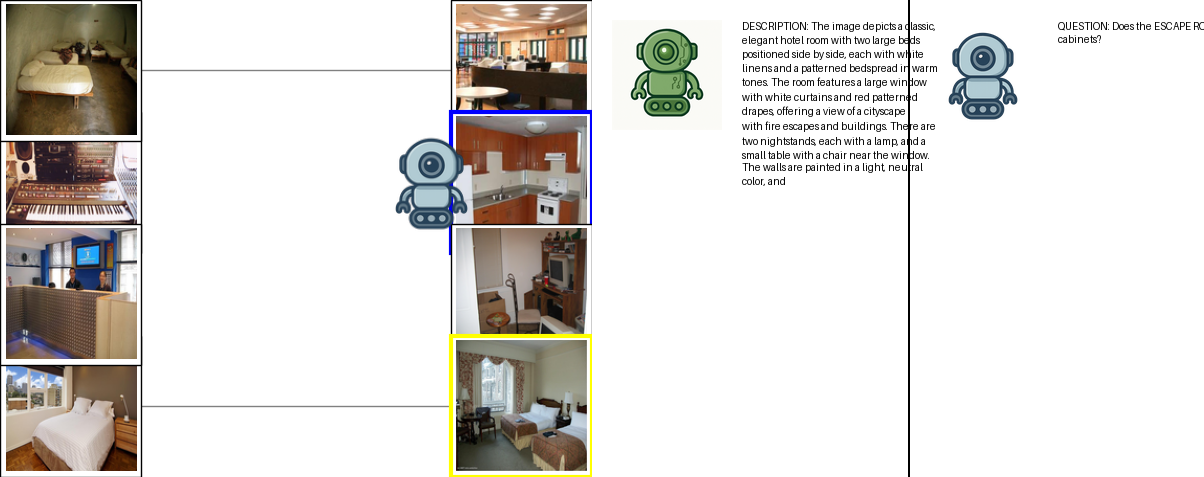 DESCRIPTION: The image depicts a classic,
elegant hotel room with two large beds
positioned side by side, each with white
linens and a patterned bedspread in warm
tones. The room features a large window
with white curtains and red patterned
drapes, offering a view of a cityscape
with fire escapes and buildings. There are
two nightstands, each with a lamp, and a
small table with a chair near the window.
The walls are painted in a light, neutral
color, and
QUESTION: Does the ESCAPE RO
cabinets?